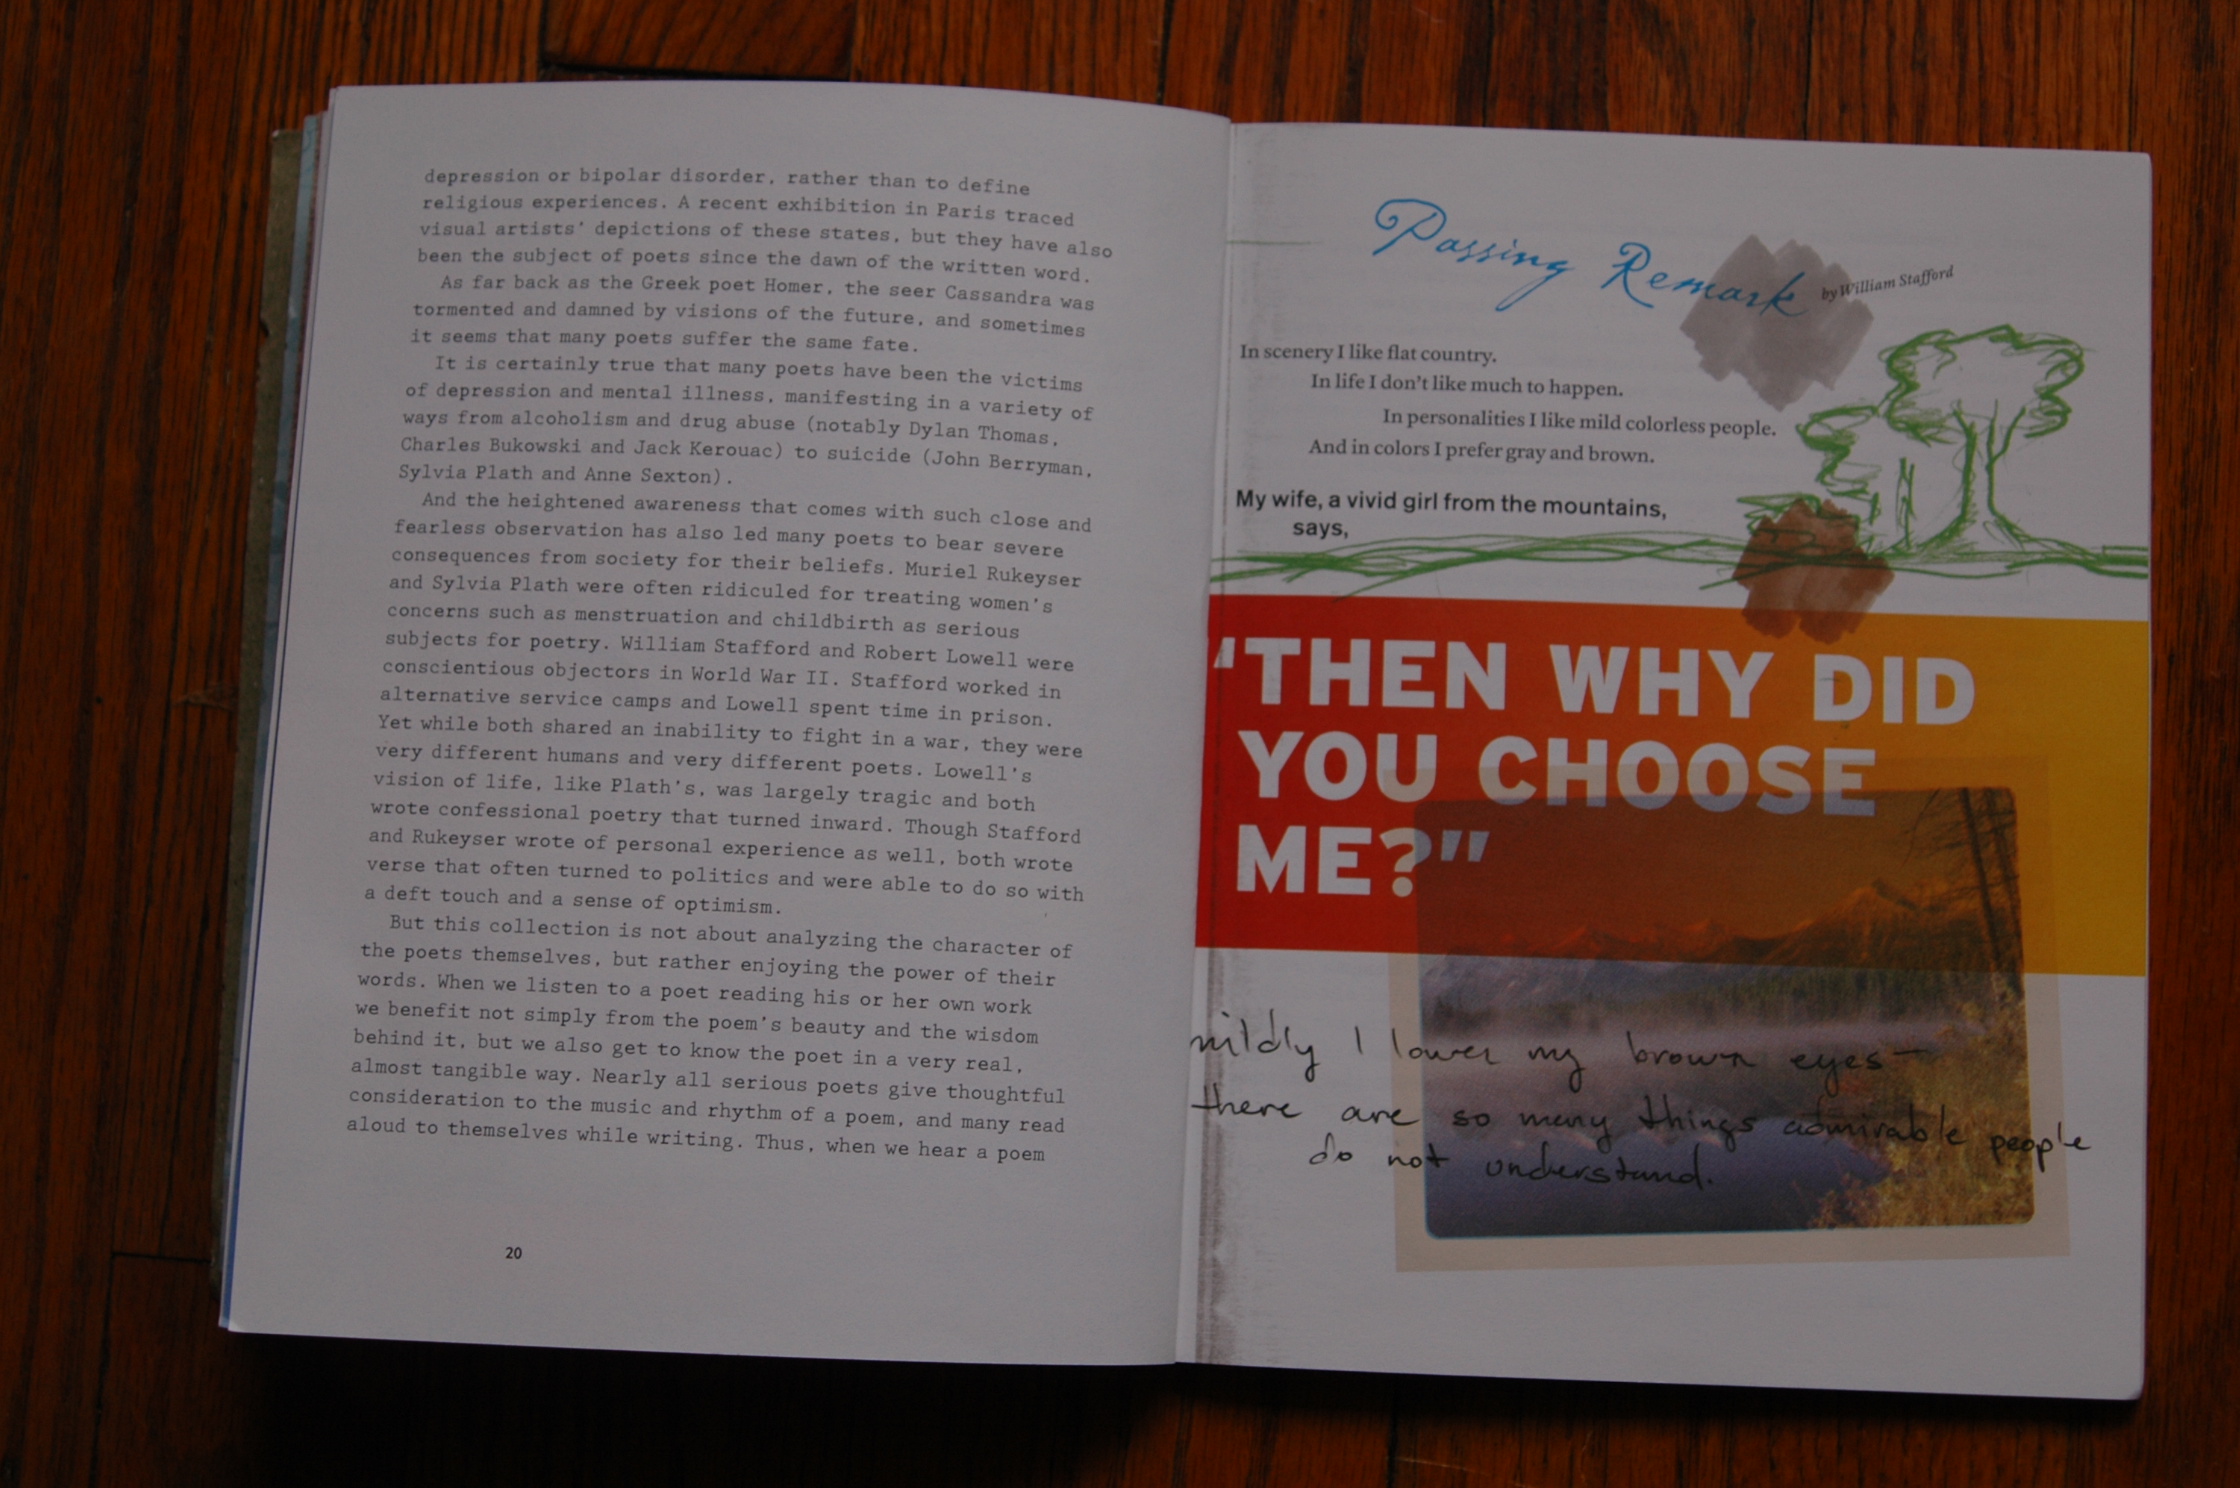 depression or bipolar disorder, rather than to define
religious experiences. A recent exhibition in Paris traced
visual artists' depictions of these states, but they have also
been the subject of poets since the dawn of the written word.
As far back as the Greek poet Homer, the seer Cassandra was
tormented and damned by visions of the future, and sometimes
it seems that many poets suffer the same fate.
It is certainly true that many poets have been the victims
of depression and mental illness, manifesting in a variety of
ways from alcoholism and drug abuse (notably Dylan Thomas,
Charles Bukowski and Jack Kerouac) to suicide (John Berryman,
Sylvia Plath and Anne Sexton).
And the heightened awareness that comes with such close and
fearless observation has also led many poets to bear severe
consequences from society for their beliefs. Muriel Rukeyser
and Sylvia Plath were often ridiculed for treating women's
concerns such as menstruation and childbirth as serious
subjects for poetry. William Stafford and Robert Lowell were
conscientious objectors in World War II. Stafford worked in
alternative service camps and Lowell spent time in prison.
Yet while both shared an inability to fight in a war, they were
very different humans and very different poets. Lowell's
vision of life, like Plath's, was largely tragic and both
wrote confessional poetry that turned inward. Though Stafford
and Rukeyser wrote of personal experience as well, both wrote
verse that often turned to politics and were able to do so with
a deft touch and a sense of optimism.
But this collection is not about analyzing the character of
the poets themselves, but rather enjoying the power of their
words. When we listen to a poet reading his or her own work
we benefit not simply from the poem's beauty and the wisdom
behind it, but we also get to know the poet in a very real,
almost tangible way. Nearly all serious poets give thoughtful
consideration to the music and rhythm of a poem, and many read
aloud to themselves while writing. Thus, when we hear a poem
20
Passing Remark
by William Stafford
In scenery I like flat country.
In life I don't like much to happen.
In personalities I like mild colorless people.
And in colors I prefer gray and brown.
My wife, a vivid girl from the mountains,
says,
"THEN WHY DID
YOU CHOOSE
ME?"
mildly I lower my brown eyes—
there are so many things admirable people
do not understand.